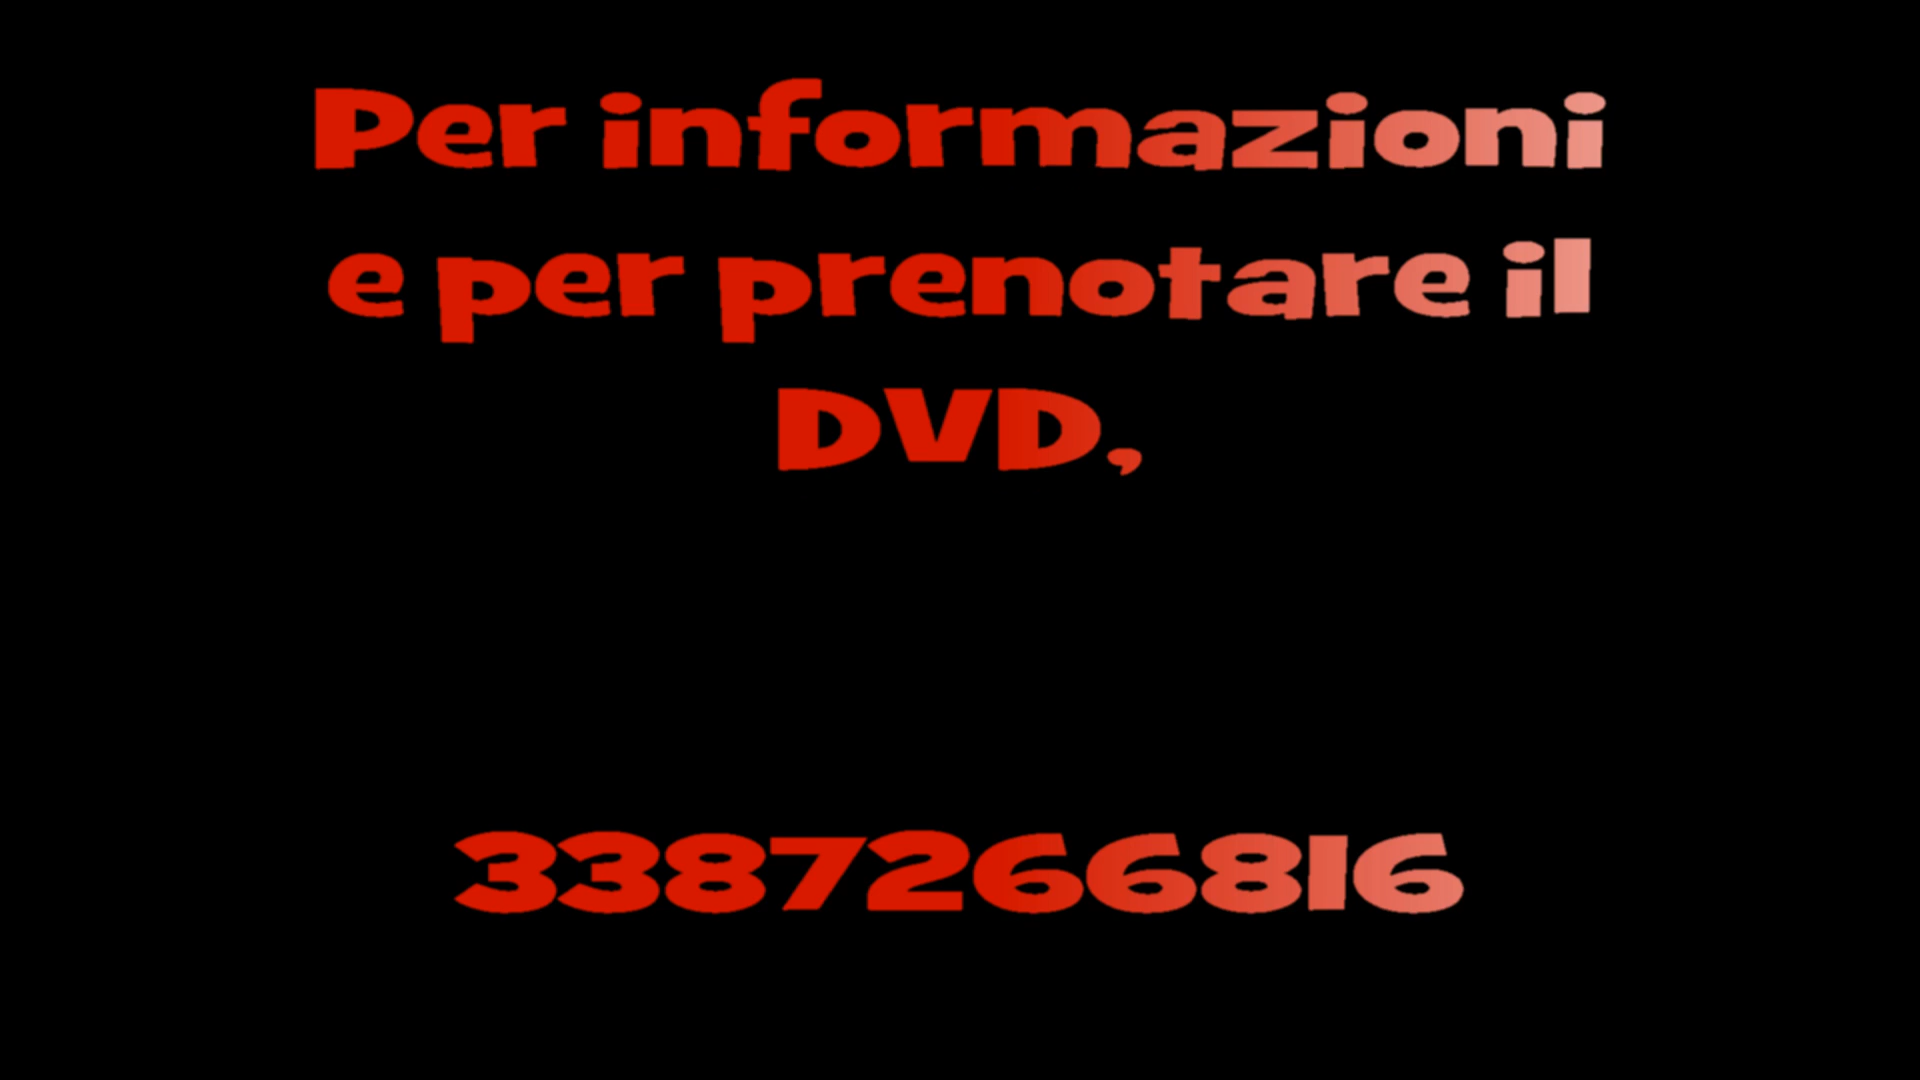 Per informazioni
e per prenotare il
DVD,
3387266816